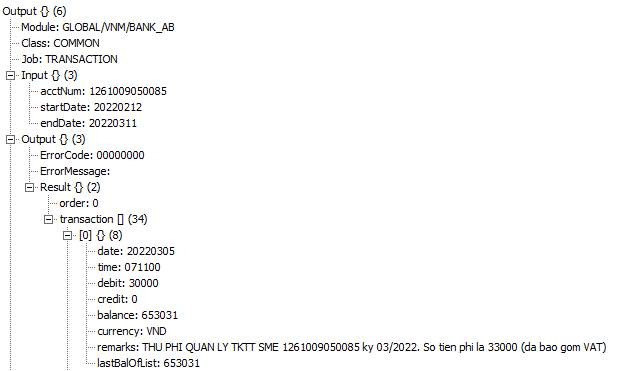 Output {} (6)
Module: GLOBAL/VNM/BANK_AB
Class: COMMON
Job: TRANSACTION
Input {} (3)
acctNum: 1261009050085
startDate: 20220212
endDate: 20220311
Output {} (3)
ErrorCode: 00000000
ErrorMessage:
Result {} (2)
order: 0
transaction [] (34)
[0] {} (8)
date: 20220305
time: 071100
debit: 30000
credit: 0
balance: 653031
currency: VND
remarks: THU PHI QUAN LY TKTT SME 1261009050085 ky 03/2022. So tien phi la 33000 (da bao gom VAT)
lastBalOfList: 653031